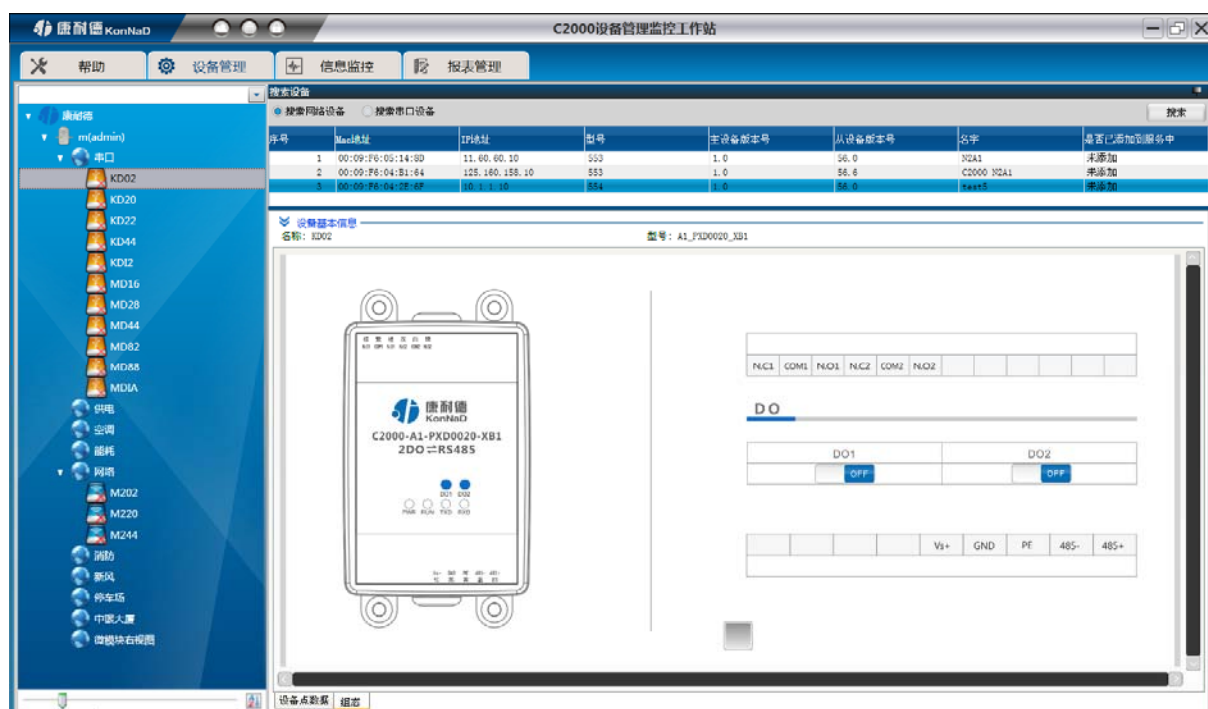 康耐德 KonNaD
C2000设备管理监控工作站
帮助 设备管理 信息监控 报表管理
搜索设备
搜索网络设备 搜索串口设备 搜索
序号 Mac地址 IP地址 型号 主设备版本号 从设备版本号 名字 是否已添加到服务中
1 00:09:F6:05:14:8D 11.60.60.10 553 1.0 56.0 N2A1 未添加
2 00:09:F6:04:B1:64 125.160.158.10 553 1.0 56.6 C2000 N2A1 未添加
3 00:09:F6:04:2E:6F 10.1.1.10 554 1.0 56.0 test5 未添加
康耐德
m(admin)
串口
KD02
KD20
KD22
KD44
KDI2
MD16
MD28
MD44
MD82
MD88
MDIA
供电
空调
能耗
网络
M202
M220
M244
消防
新风
停车场
中联大厦
微模块右视图
设备基本信息
名称: KD02 型号: A1_PXD0020_XB1
康耐德
KonNaD
C2000-A1-PXD0020-XB1
2DO⇌RS485
DO1 DO2
PWR RUN TXD RXD
N.C1 COM1 N.O1 N.C2 COM2 N.O2
DO
DO1 DO2
OFF OFF
Vs+ GND PE 485- 485+
设备点数据 组态